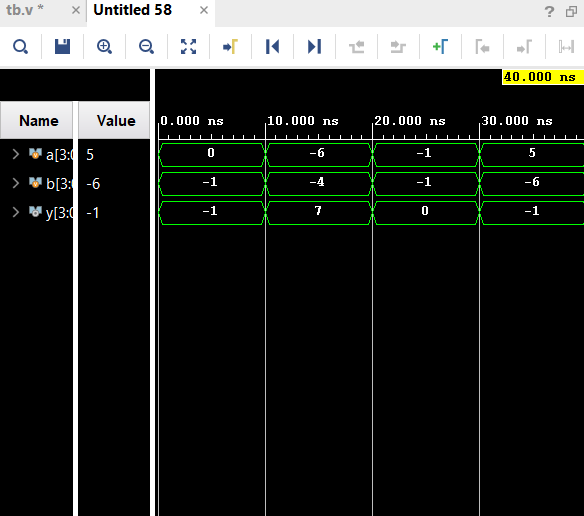 tb.v * × Untitled 58 × ?
40.000 ns
Name Value 0.000 ns 10.000 ns 20.000 ns 30.000 ns
> a[3:0 5 0 -6 -1 5
> b[3:0 -6 -1 -4 -1 -6
> y[3:0 -1 -1 7 0 -1